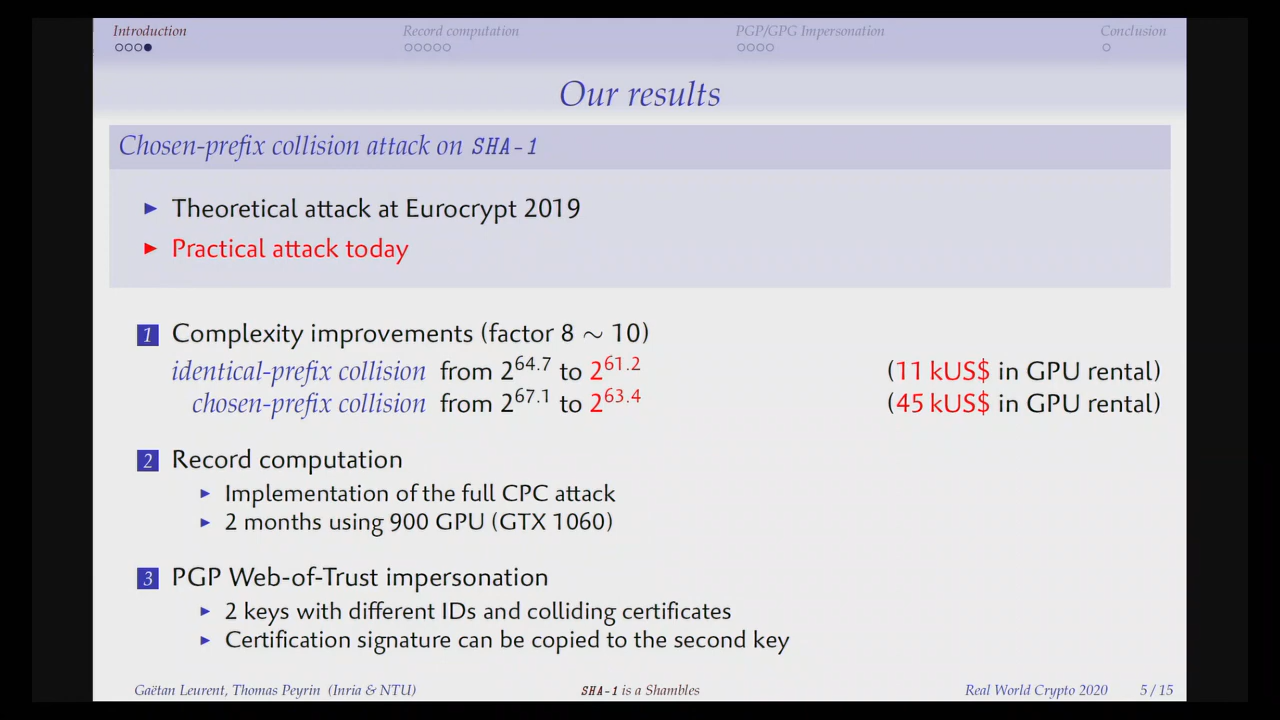 Introduction
Record computation
PGP/GPG Impersonation
Conclusion
Our results
Chosen-prefix collision attack on SHA-1
▶ Theoretical attack at Eurocrypt 2019
▶ Practical attack today
1 Complexity improvements (factor 8 ∼ 10)
identical-prefix collision from 2^64.7 to 2^61.2 (11 kUS$ in GPU rental)
chosen-prefix collision from 2^67.1 to 2^63.4 (45 kUS$ in GPU rental)
2 Record computation
▶ Implementation of the full CPC attack
▶ 2 months using 900 GPU (GTX 1060)
3 PGP Web-of-Trust impersonation
▶ 2 keys with different IDs and colliding certificates
▶ Certification signature can be copied to the second key
Gaëtan Leurent, Thomas Peyrin (Inria & NTU) SHA-1 is a Shambles Real World Crypto 2020 5 / 15